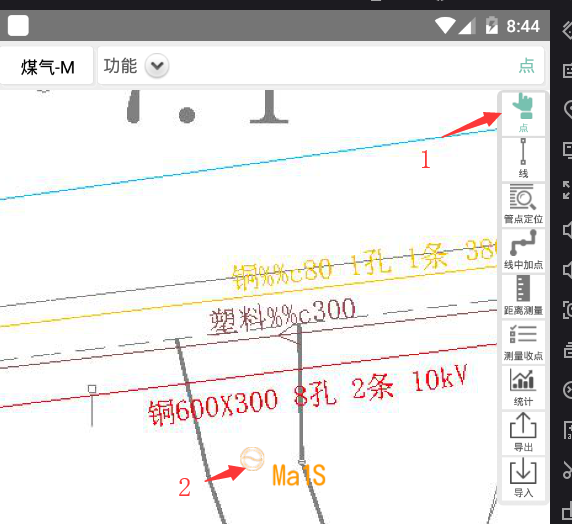 8:44
煤气-M 功能 点
7.1
点
1
线
管点定位
铜%%c80 1孔 1条 380
线中加点
塑料%%c300
距离测量
测量收点
铜600X300 8孔 2条 10kV
统计
导出
2
Ma1S
导入